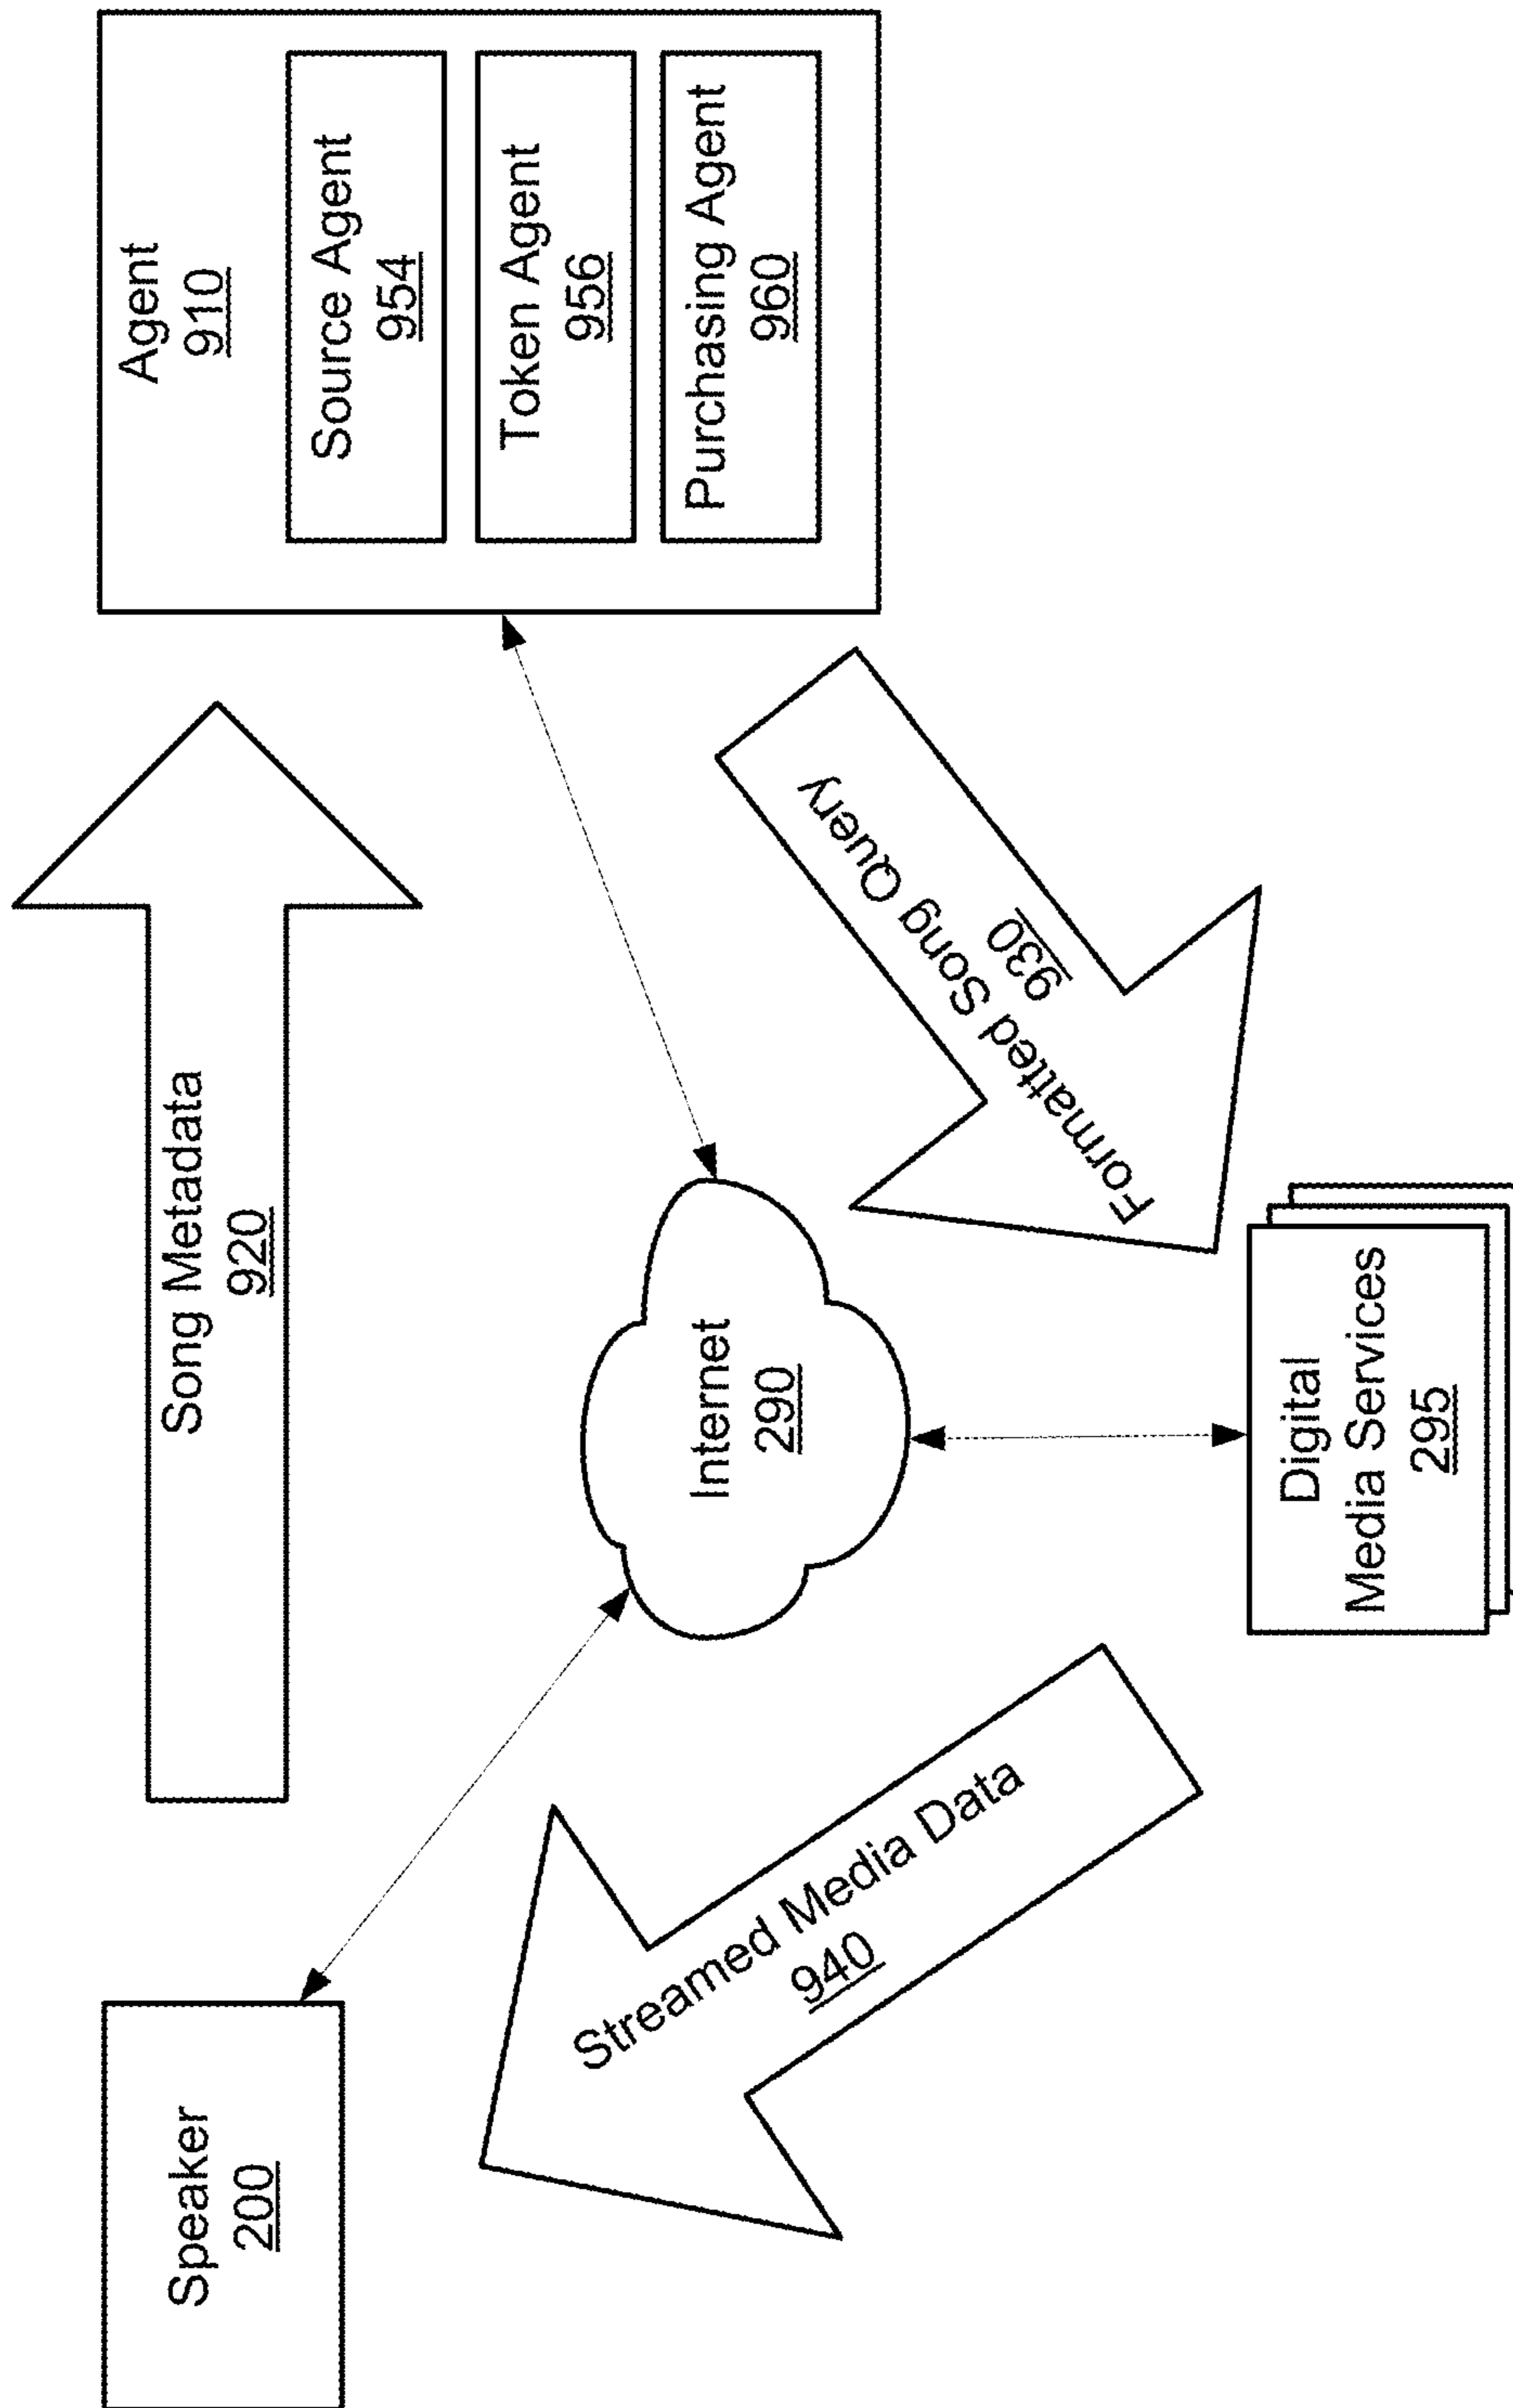 Speaker
200
Song Metadata
920
Agent
910
Source Agent
954
Token Agent
956
Purchasing Agent
960
Internet
290
Streamed Media Data
940
Formatted Song Query
930
Digital
Media Services
295